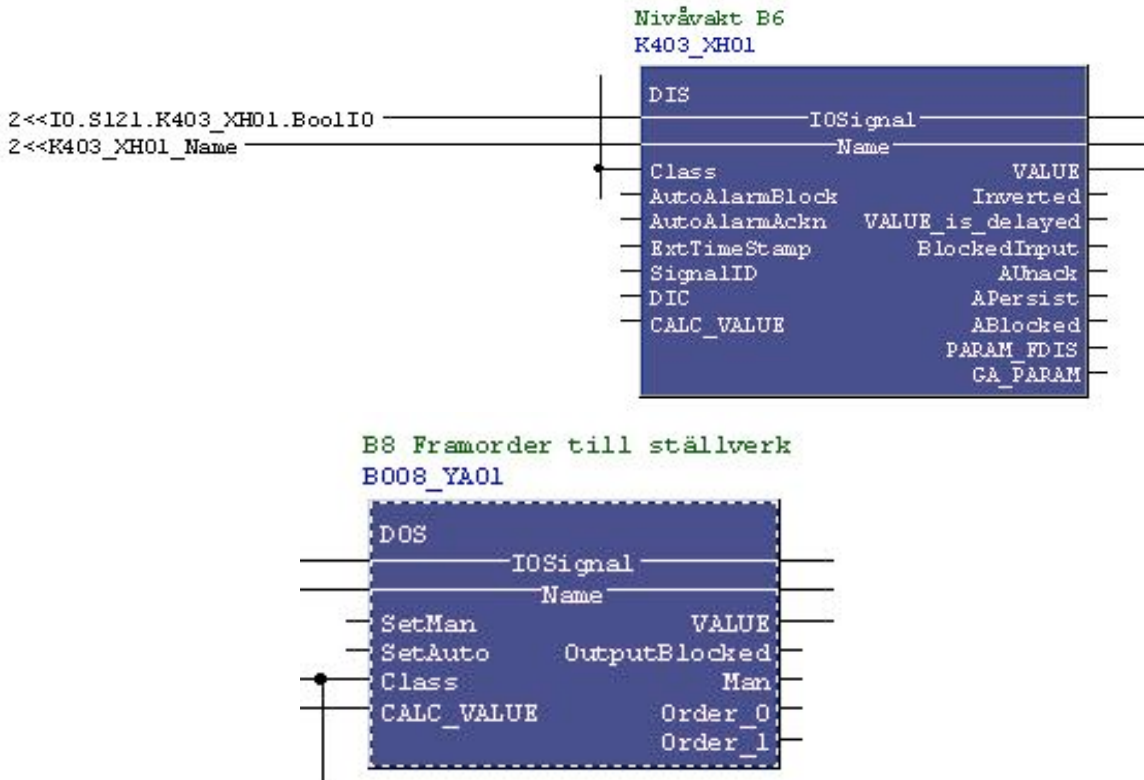 Nivåvakt B6
K403_XH01
DIS
2<<IO.S121.K403_XH01.BoolIO IOSignal
2<<K403_XH01_Name Name
Class VALUE
AutoAlarmBlock Inverted
AutoAlarmAckn VALUE_is_delayed
ExtTimeStamp BlockedInput
SignalID AUnack
DIC APersist
CALC_VALUE ABlocked
PARAM_FDIS
GA_PARAM
B8 Framorder till ställverk
B008_YA01
DOS
IOSignal
Name
SetMan VALUE
SetAuto OutputBlocked
Class Man
CALC_VALUE Order_0
Order_1